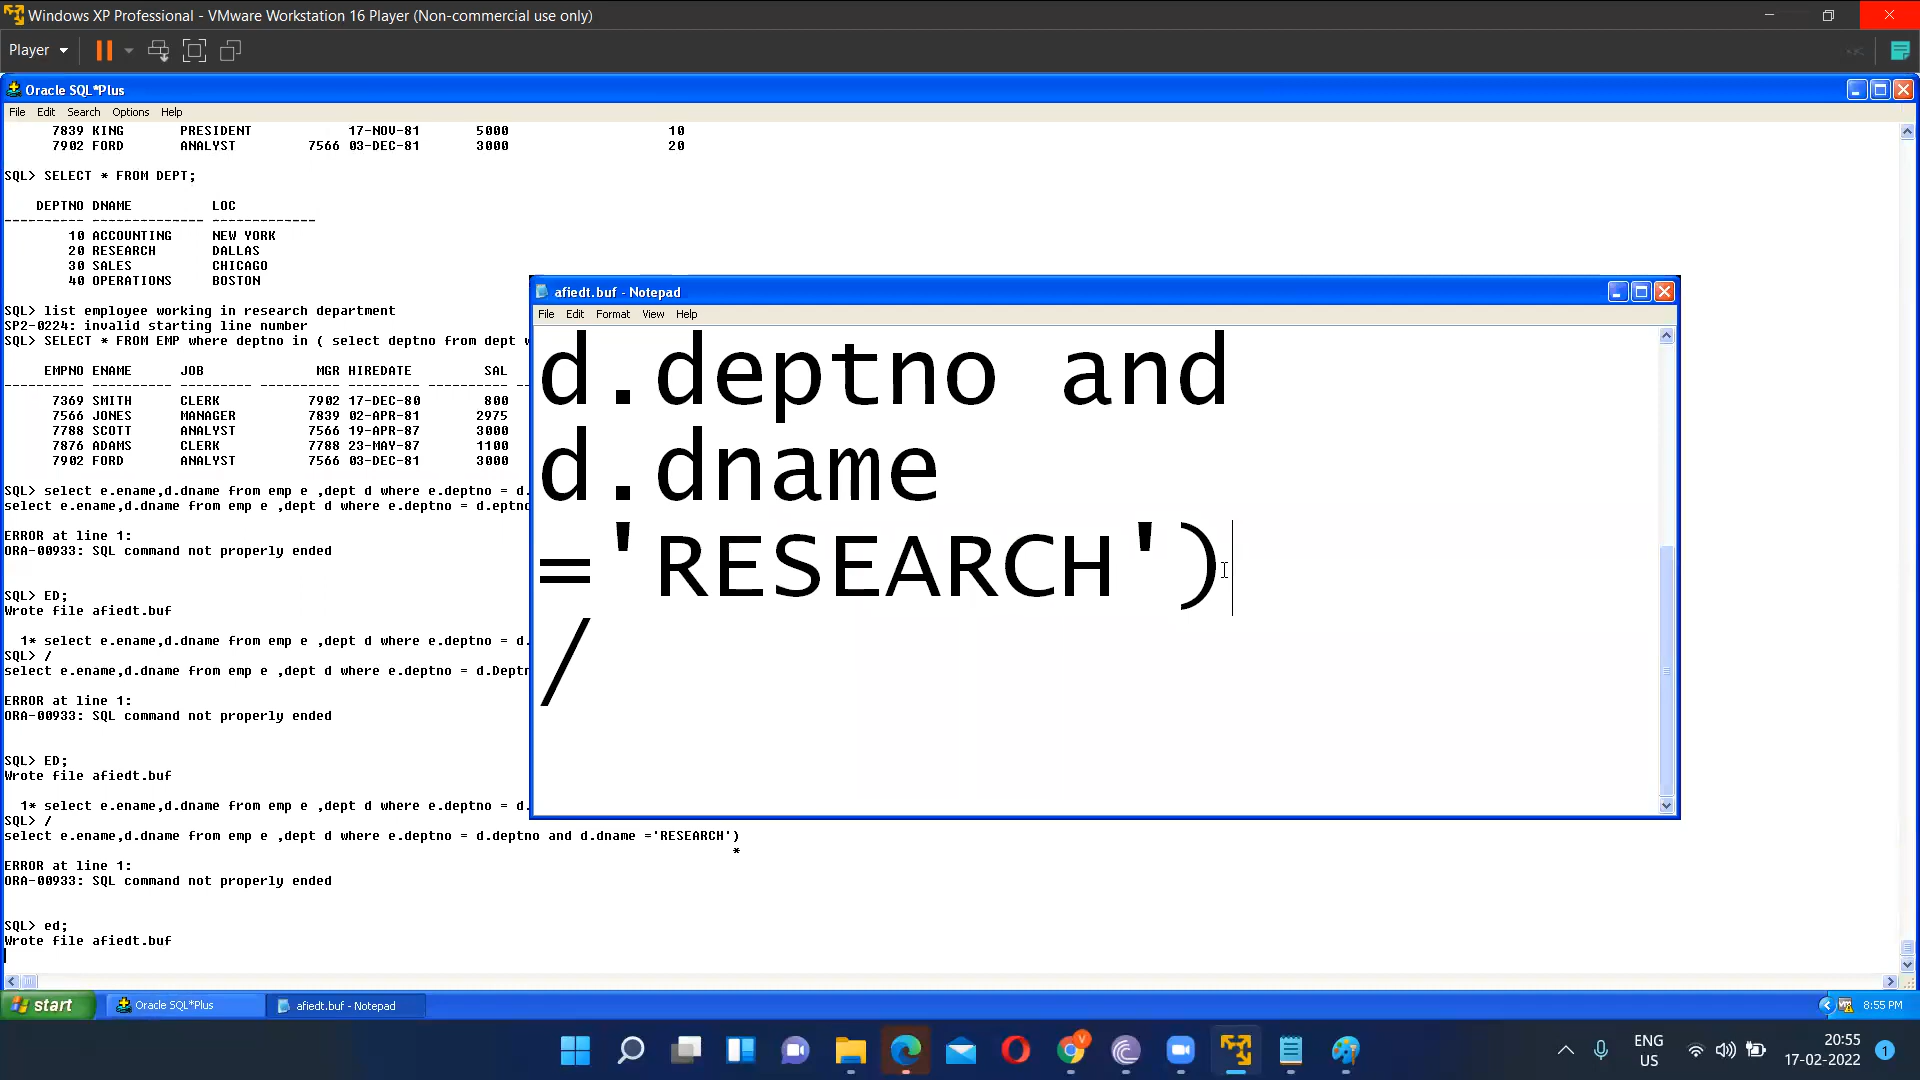 Windows XP Professional - VMware Workstation 16 Player (Non-commercial use only)
Player
Oracle SQL*Plus
File Edit Search Options Help
7839 KING PRESIDENT 17-NOV-81 5000 10
7902 FORD ANALYST 7566 03-DEC-81 3000 20
SQL> SELECT * FROM DEPT;
DEPTNO DNAME LOC
---------- -------------- -------------
10 ACCOUNTING NEW YORK
20 RESEARCH DALLAS
30 SALES CHICAGO
40 OPERATIONS BOSTON
SQL> list employee working in research department
SP2-0224: invalid starting line number
SQL> SELECT * FROM EMP where deptno in ( select deptno from dept w
EMPNO ENAME JOB MGR HIREDATE SAL
---------- ---------- --------- ---------- --------- ---------- --
7369 SMITH CLERK 7902 17-DEC-80 800
7566 JONES MANAGER 7839 02-APR-81 2975
7788 SCOTT ANALYST 7566 19-APR-87 3000
7876 ADAMS CLERK 7788 23-MAY-87 1100
7902 FORD ANALYST 7566 03-DEC-81 3000
SQL> select e.ename,d.dname from emp e ,dept d where e.deptno = d.
select e.ename,d.dname from emp e ,dept d where e.deptno = d.eptno
ERROR at line 1:
ORA-00933: SQL command not properly ended
SQL> ED;
Wrote file afiedt.buf
1* select e.ename,d.dname from emp e ,dept d where e.deptno = d.
SQL> /
select e.ename,d.dname from emp e ,dept d where e.deptno = d.Deptn
ERROR at line 1:
ORA-00933: SQL command not properly ended
SQL> ED;
Wrote file afiedt.buf
1* select e.ename,d.dname from emp e ,dept d where e.deptno = d.
SQL> /
select e.ename,d.dname from emp e ,dept d where e.deptno = d.deptno and d.dname ='RESEARCH')
*
ERROR at line 1:
ORA-00933: SQL command not properly ended
SQL> ed;
Wrote file afiedt.buf
afiedt.buf - Notepad
File Edit Format View Help
d.deptno and
d.dname
='RESEARCH')
/
start Oracle SQL*Plus afiedt.buf - Notepad 8:55 PM
ENG
US
20:55
17-02-2022
1